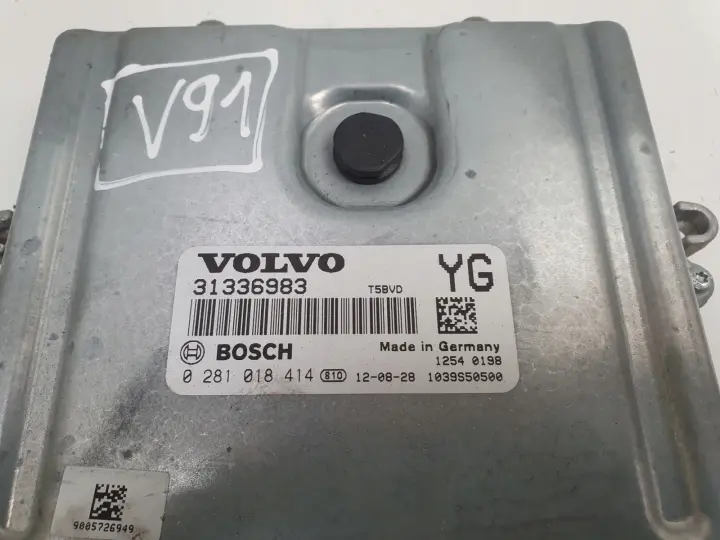 V91
VOLVO
31336983 T5BVD YG
BOSCH Made in Germany
1254 0198
0 281 018 414 810 12-08-28 1039S50500
9005726949